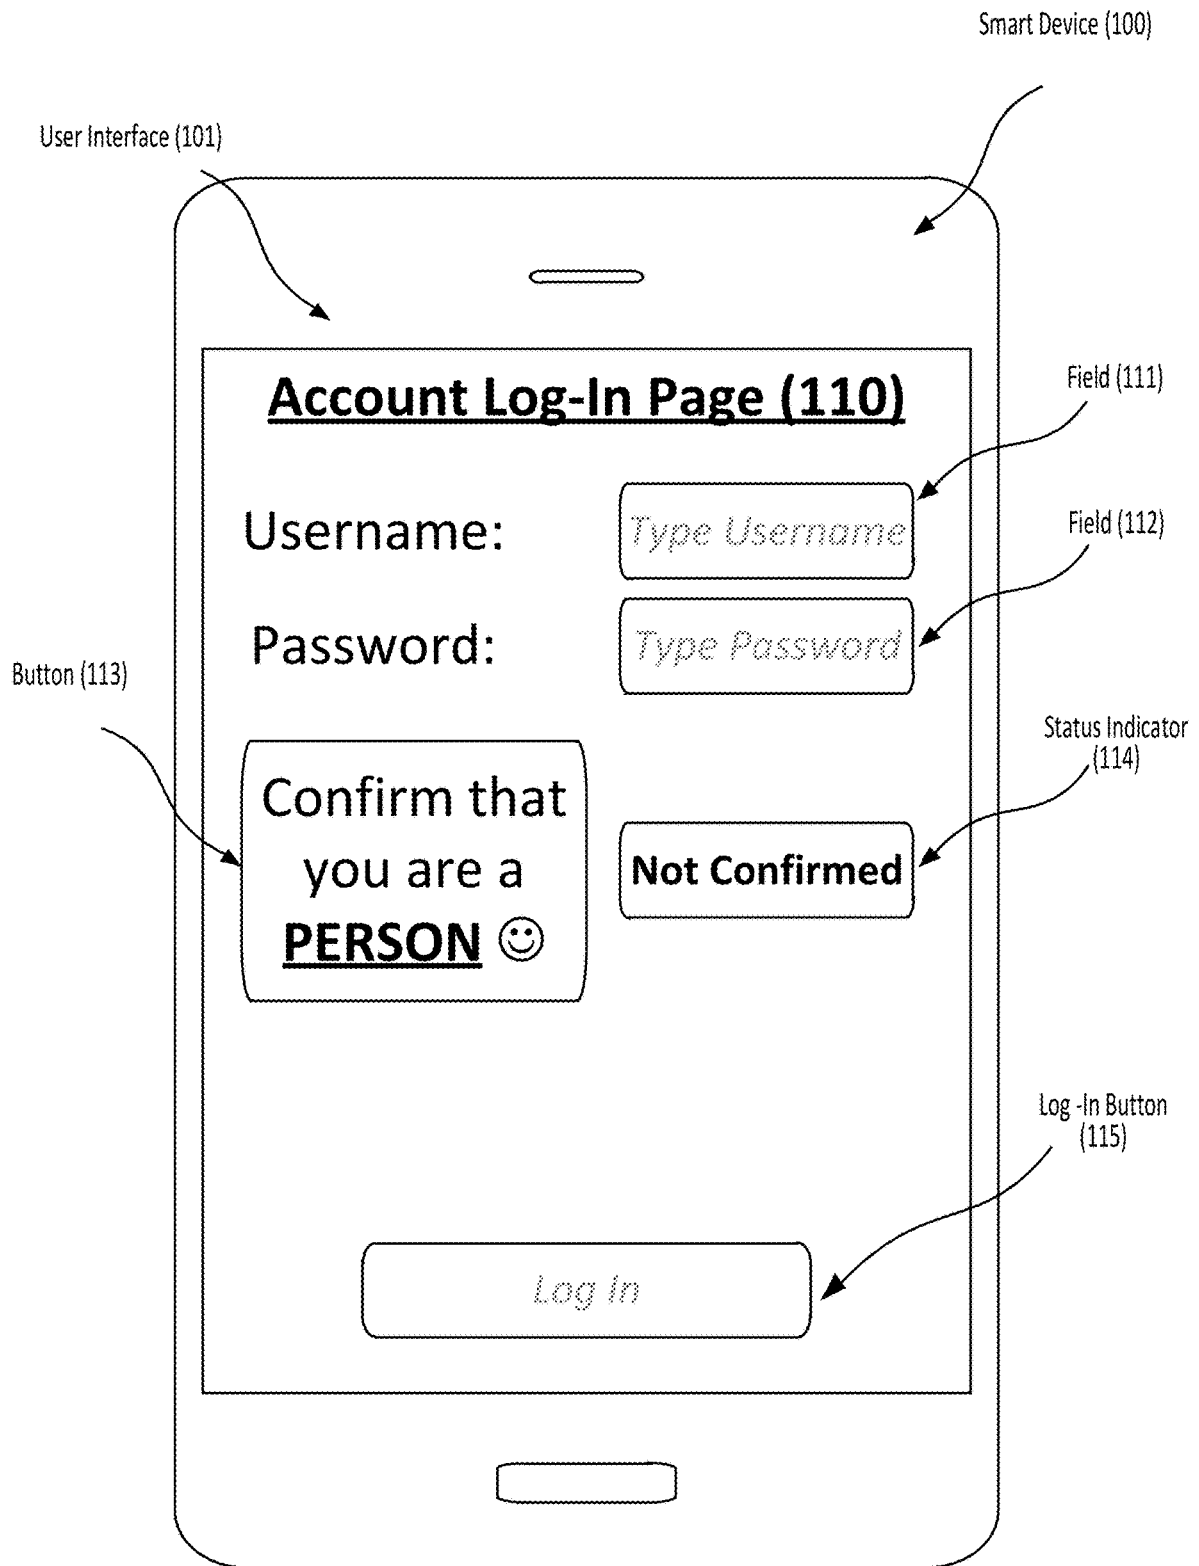 Smart Device (100)
User Interface (101)
Account Log-In Page (110)
Field (111)
Username:
Type Username
Field (112)
Password:
Type Password
Button (113)
Status Indicator
(114)
Confirm that
you are a
PERSON ☺
Not Confirmed
Log -In Button
(115)
Log In